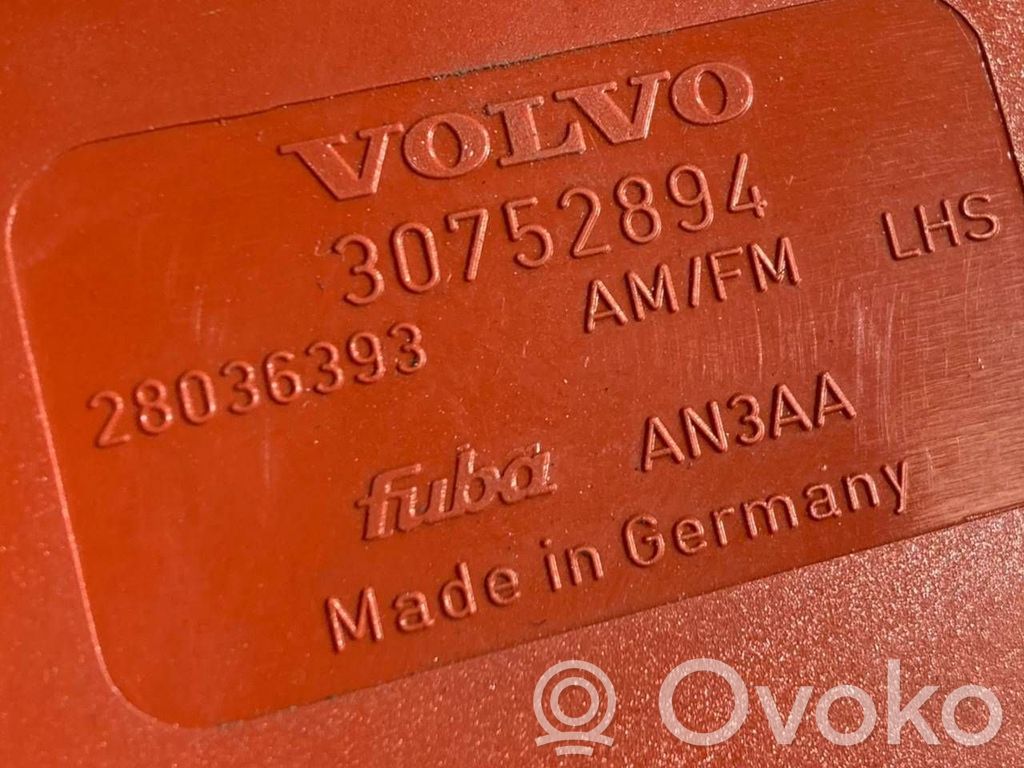 VOLVO
30752894
AM/FM LHS
28036393
fuba AN3AA
Made in Germany
Ovoko